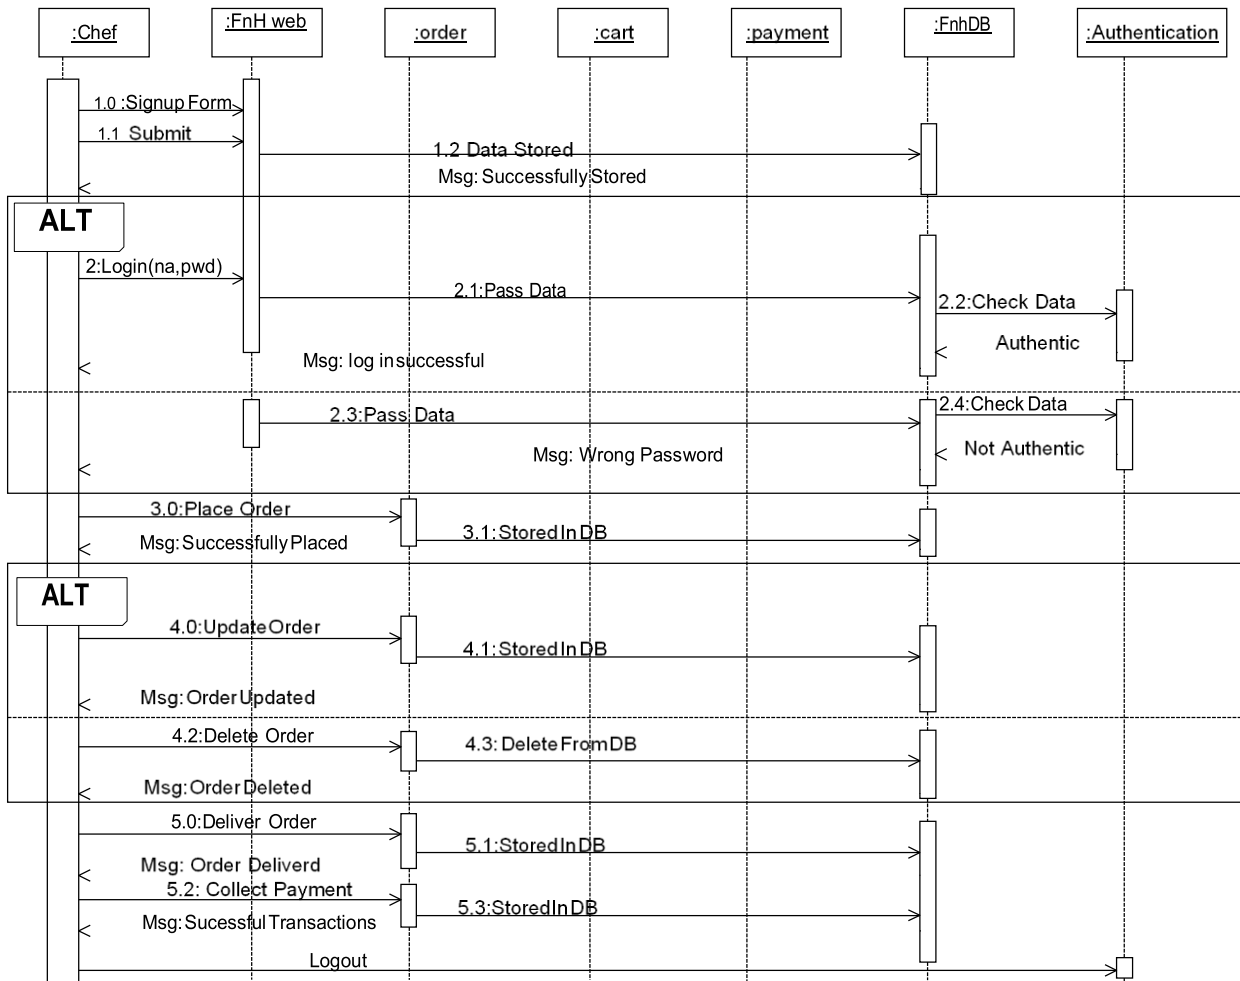 :Chef
:FnH web
:order
:cart
:payment
:FnhDB
:Authentication
1.0 :Signup Form
1.1 Submit
1.2 Data Stored
Msg: Successfully Stored
ALT
2:Login(na,pwd)
2.1:Pass Data
2.2:Check Data
Authentic
Msg: log in successful
2.3:Pass Data
2.4:Check Data
Not Authentic
Msg: Wrong Password
3.0:Place Order
3.1:Stored In DB
Msg: Successfully Placed
ALT
4.0:Update Order
4.1:Stored In DB
Msg: Order Updated
4.2:Delete Order
4.3: Delete From DB
Msg: Order Deleted
5.0:Deliver Order
5.1:Stored In DB
Msg: Order Deliverd
5.2: Collect Payment
5.3:Stored In DB
Msg: Sucessful Transactions
Logout